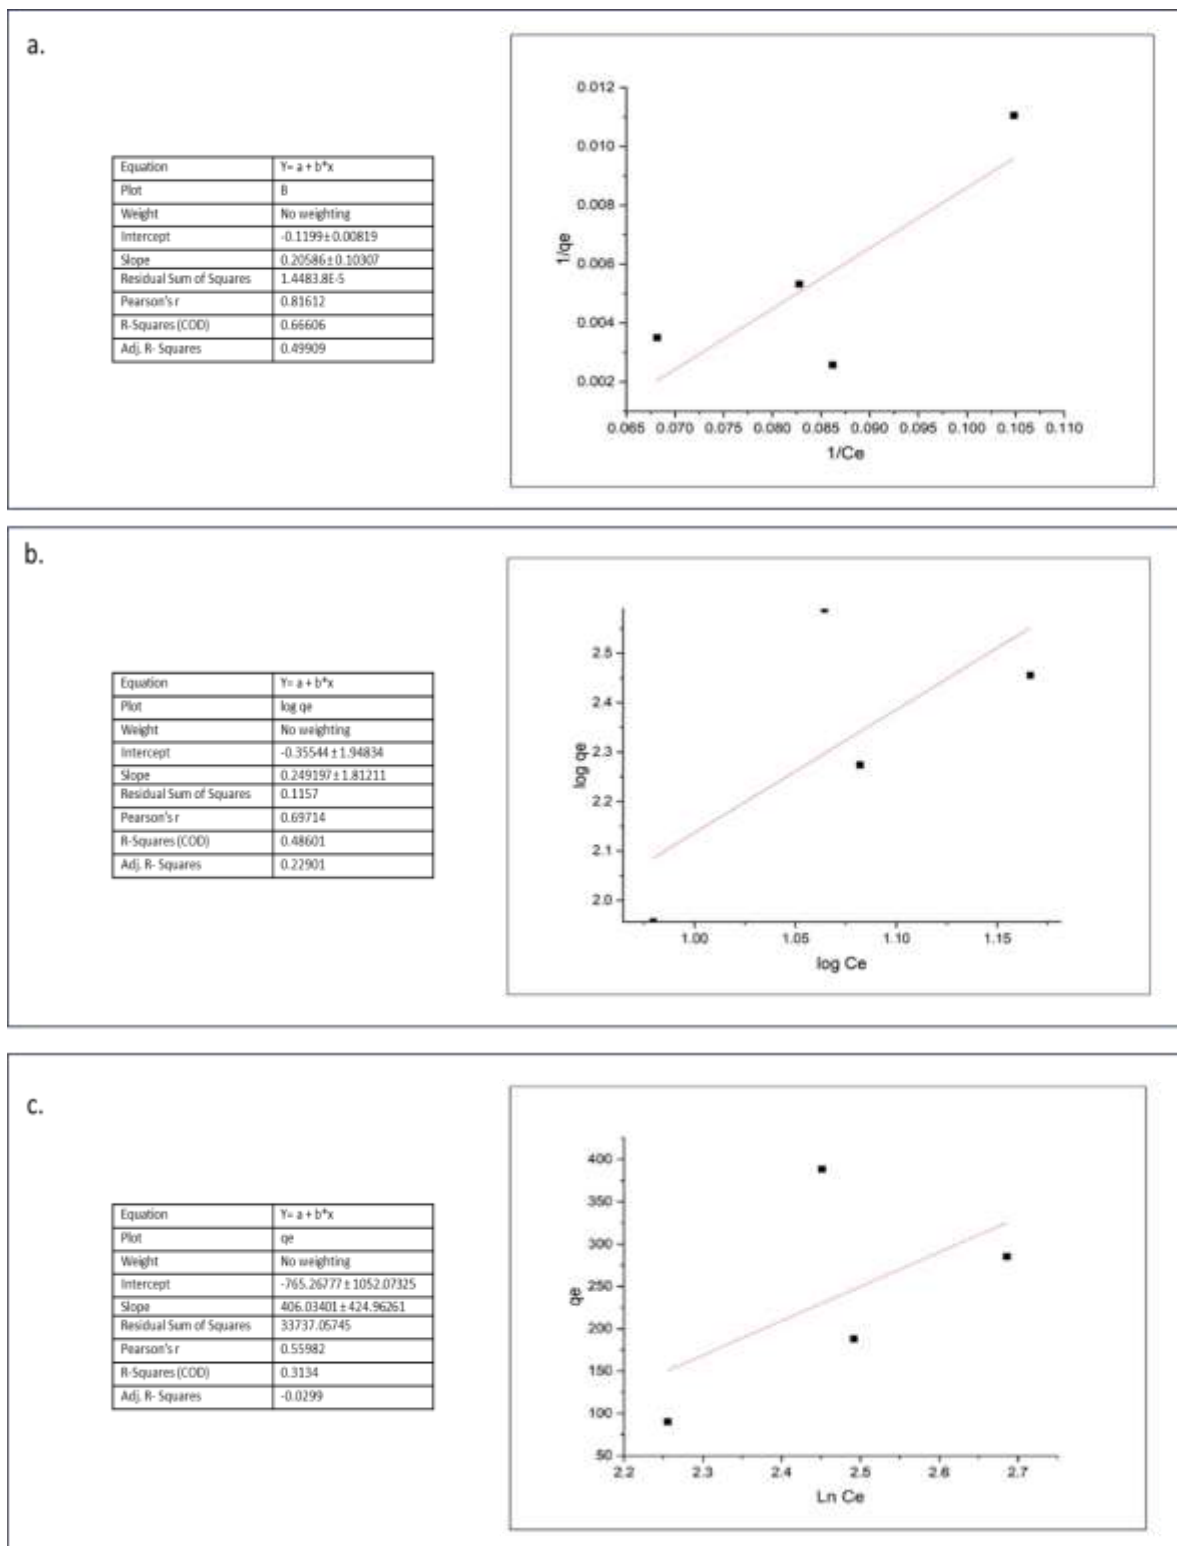 a.
Equation Y= a + b*x
Plot B
Weight No weighting
Intercept -0.1199±0.00819
Slope 0.20586±0.10307
Residual Sum of Squares 1.4483.8E-5
Pearson's r 0.81612
R-Squares (COD) 0.66606
Adj. R- Squares 0.49909
1/qe
0.012
0.010
0.008
0.006
0.004
0.002
0.065 0.070 0.075 0.080 0.085 0.090 0.095 0.100 0.105 0.110
1/Ce
b.
Equation Y= a + b*x
Plot log qe
Weight No weighting
Intercept -0.35544±1.94834
Slope 0.249197±1.81211
Residual Sum of Squares 0.1157
Pearson's r 0.69714
R-Squares (COD) 0.48601
Adj. R- Squares 0.22901
log qe
2.5
2.4
2.3
2.2
2.1
2.0
1.00 1.05 1.10 1.15
log Ce
c.
Equation Y= a + b*x
Plot qe
Weight No weighting
Intercept -765.26777±1052.07325
Slope 406.03401±424.96261
Residual Sum of Squares 33737.05745
Pearson's r 0.55982
R-Squares (COD) 0.3134
Adj. R- Squares -0.0299
qe
400
350
300
250
200
150
100
50
2.2 2.3 2.4 2.5 2.6 2.7
Ln Ce